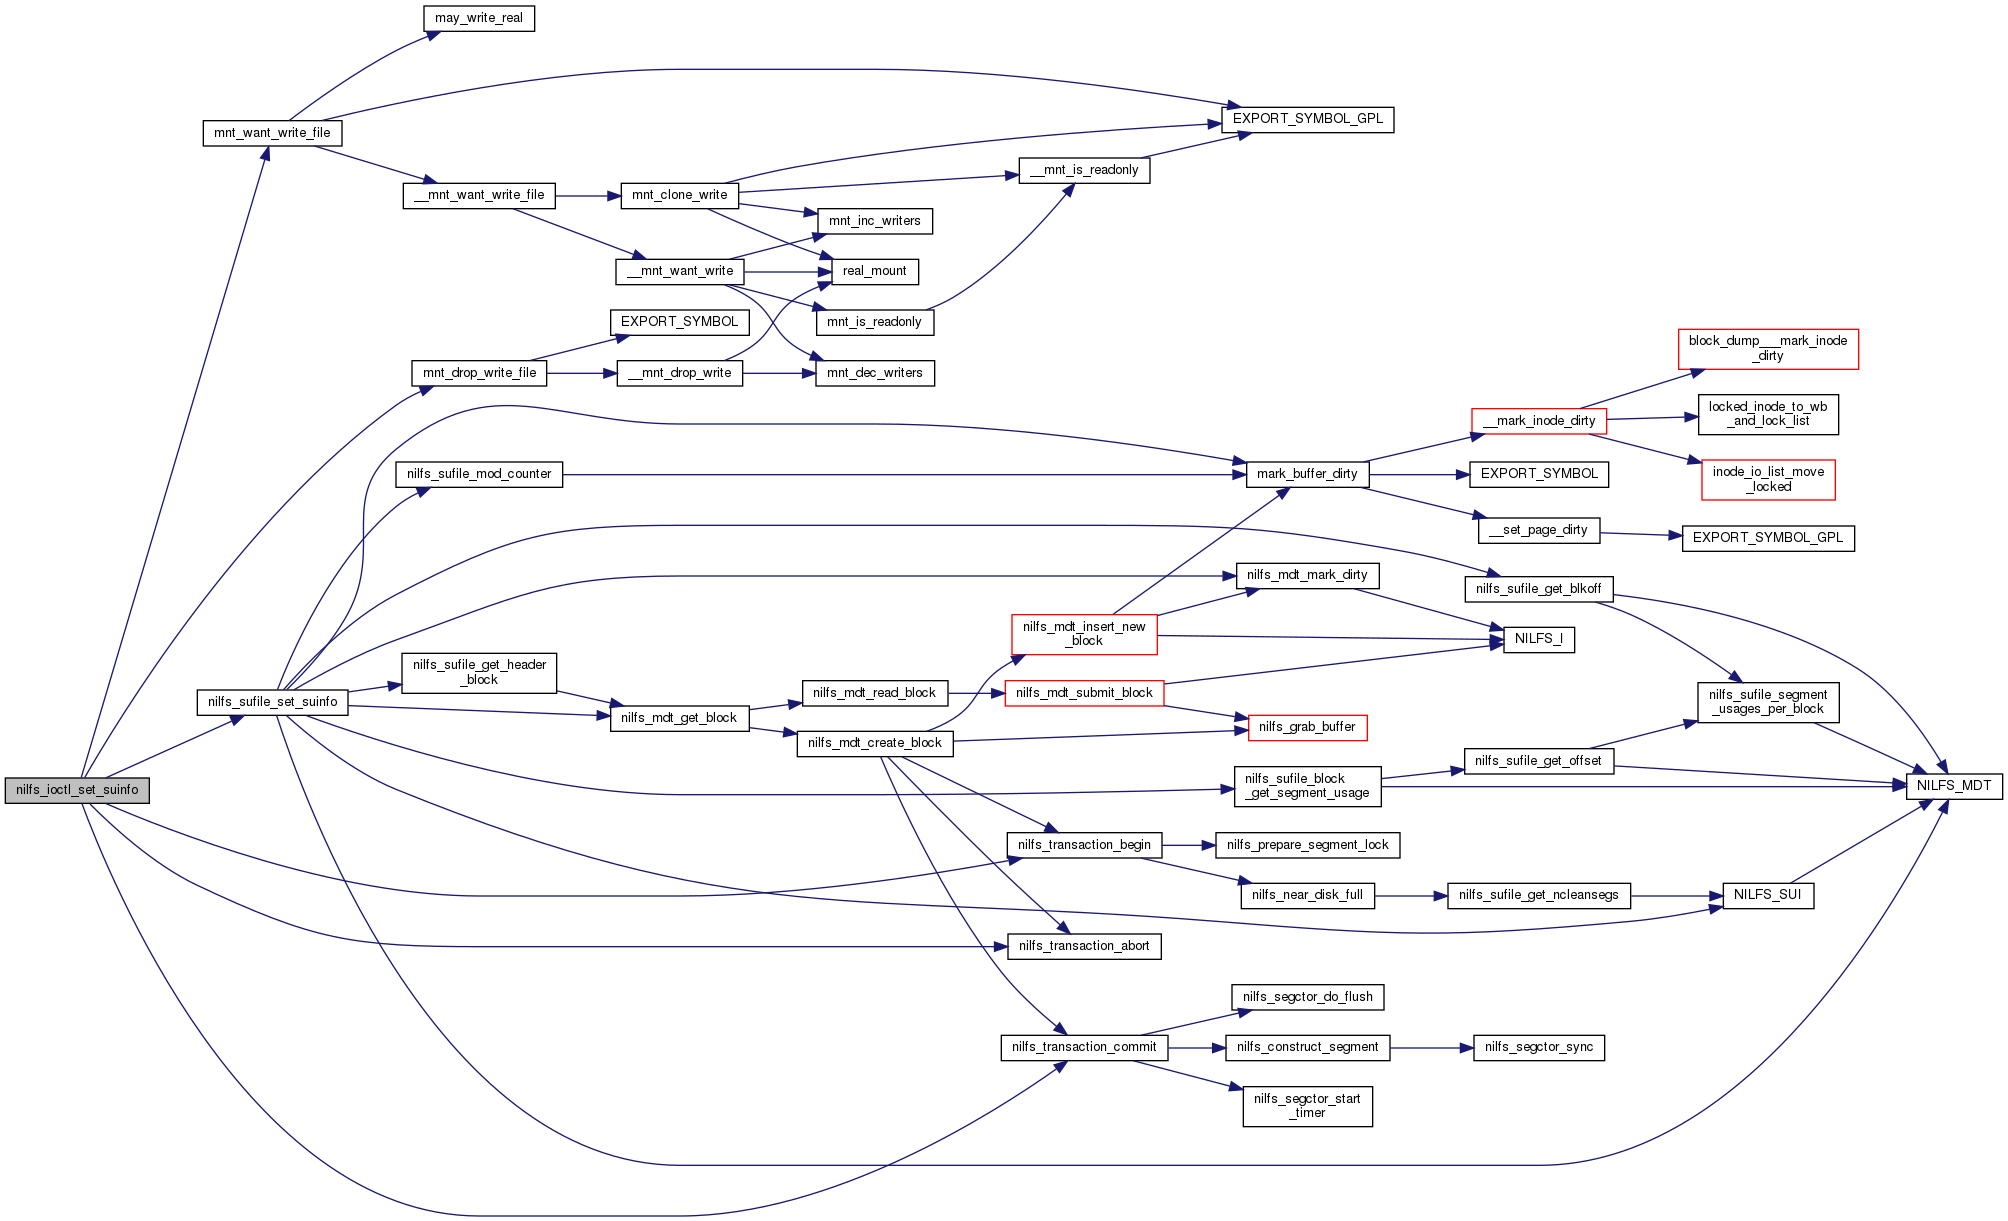 may_write_real
mnt_want_write_file
EXPORT_SYMBOL_GPL
__mnt_is_readonly
__mnt_want_write_file
mnt_clone_write
mnt_inc_writers
__mnt_want_write
real_mount
EXPORT_SYMBOL
mnt_is_readonly
mnt_drop_write_file
__mnt_drop_write
mnt_dec_writers
block_dump___mark_inode
_dirty
__mark_inode_dirty
locked_inode_to_wb
_and_lock_list
nilfs_sufile_mod_counter
mark_buffer_dirty
EXPORT_SYMBOL
inode_io_list_move
_locked
__set_page_dirty
EXPORT_SYMBOL_GPL
nilfs_mdt_mark_dirty
nilfs_sufile_get_blkoff
nilfs_mdt_insert_new
_block
NILFS_I
nilfs_sufile_get_header
_block
nilfs_sufile_set_suinfo
nilfs_mdt_read_block
nilfs_mdt_submit_block
nilfs_sufile_segment
_usages_per_block
nilfs_mdt_get_block
nilfs_grab_buffer
nilfs_mdt_create_block
nilfs_sufile_get_offset
nilfs_ioctl_set_suinfo
nilfs_sufile_block
_get_segment_usage
NILFS_MDT
nilfs_transaction_begin
nilfs_prepare_segment_lock
nilfs_near_disk_full
nilfs_sufile_get_ncleansegs
NILFS_SUI
nilfs_transaction_abort
nilfs_segctor_do_flush
nilfs_transaction_commit
nilfs_construct_segment
nilfs_segctor_sync
nilfs_segctor_start
_timer